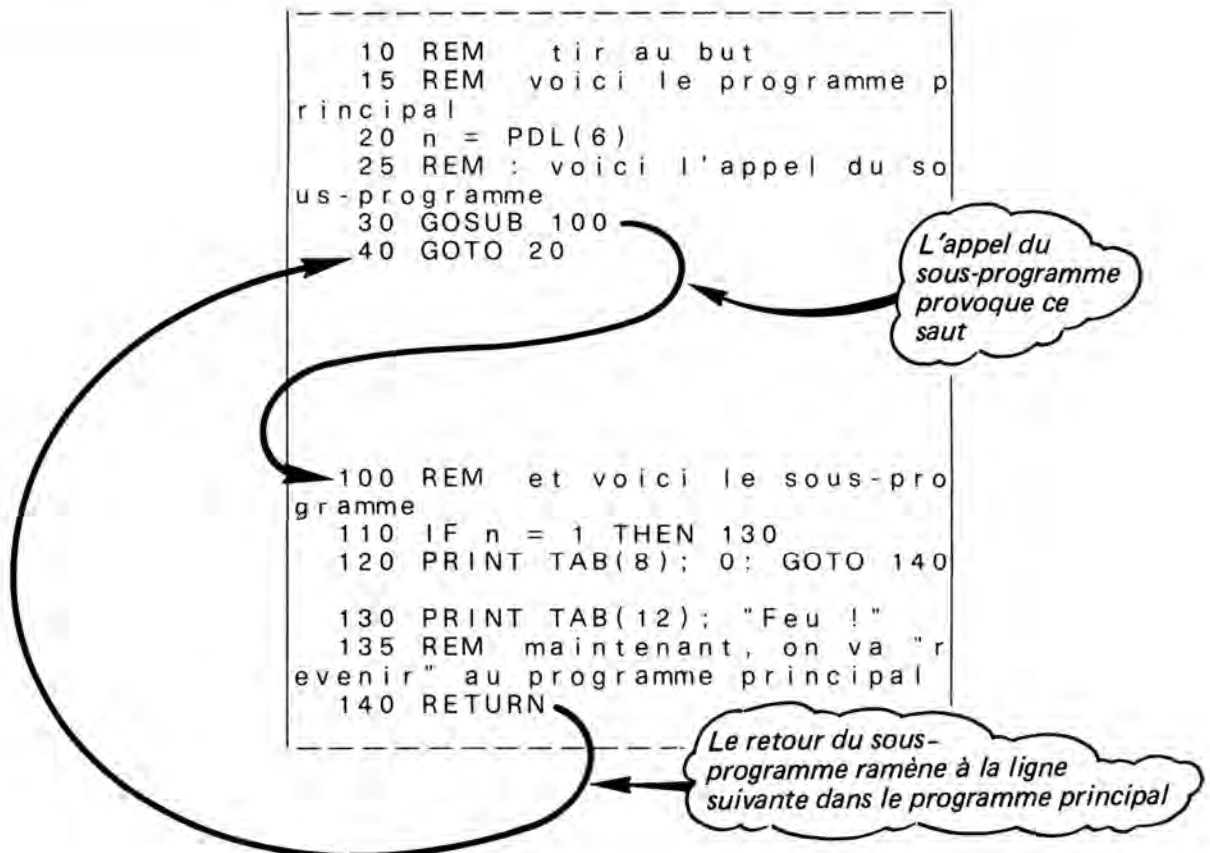 10 REM tir au but
15 REM voici le programme p
rincipal
20 n = PDL(6)
25 REM : voici l'appel du so
us-programme
30 GOSUB 100
40 GOTO 20
L'appel du
sous-programme
provoque ce
saut
100 REM et voici le sous-pro
gramme
110 IF n = 1 THEN 130
120 PRINT TAB(8); 0: GOTO 140
130 PRINT TAB(12); "Feu !"
135 REM maintenant, on va "r
evenir" au programme principal
140 RETURN
Le retour du sous-
programme ramène à la ligne
suivante dans le programme principal